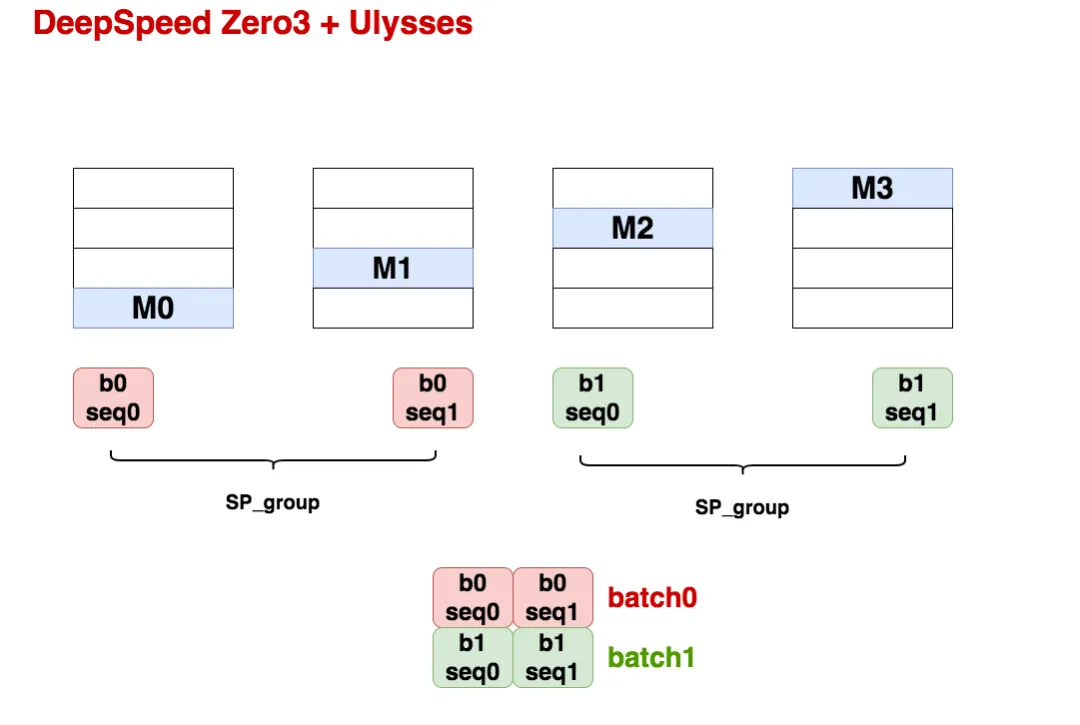 DeepSpeed Zero3 + Ulysses
M3
M2
M1
M0
b0
seq0
b0
seq1
b1
seq0
b1
seq1
SP_group
SP_group
b0
seq0
b0
seq1
batch0
b1
seq0
b1
seq1
batch1